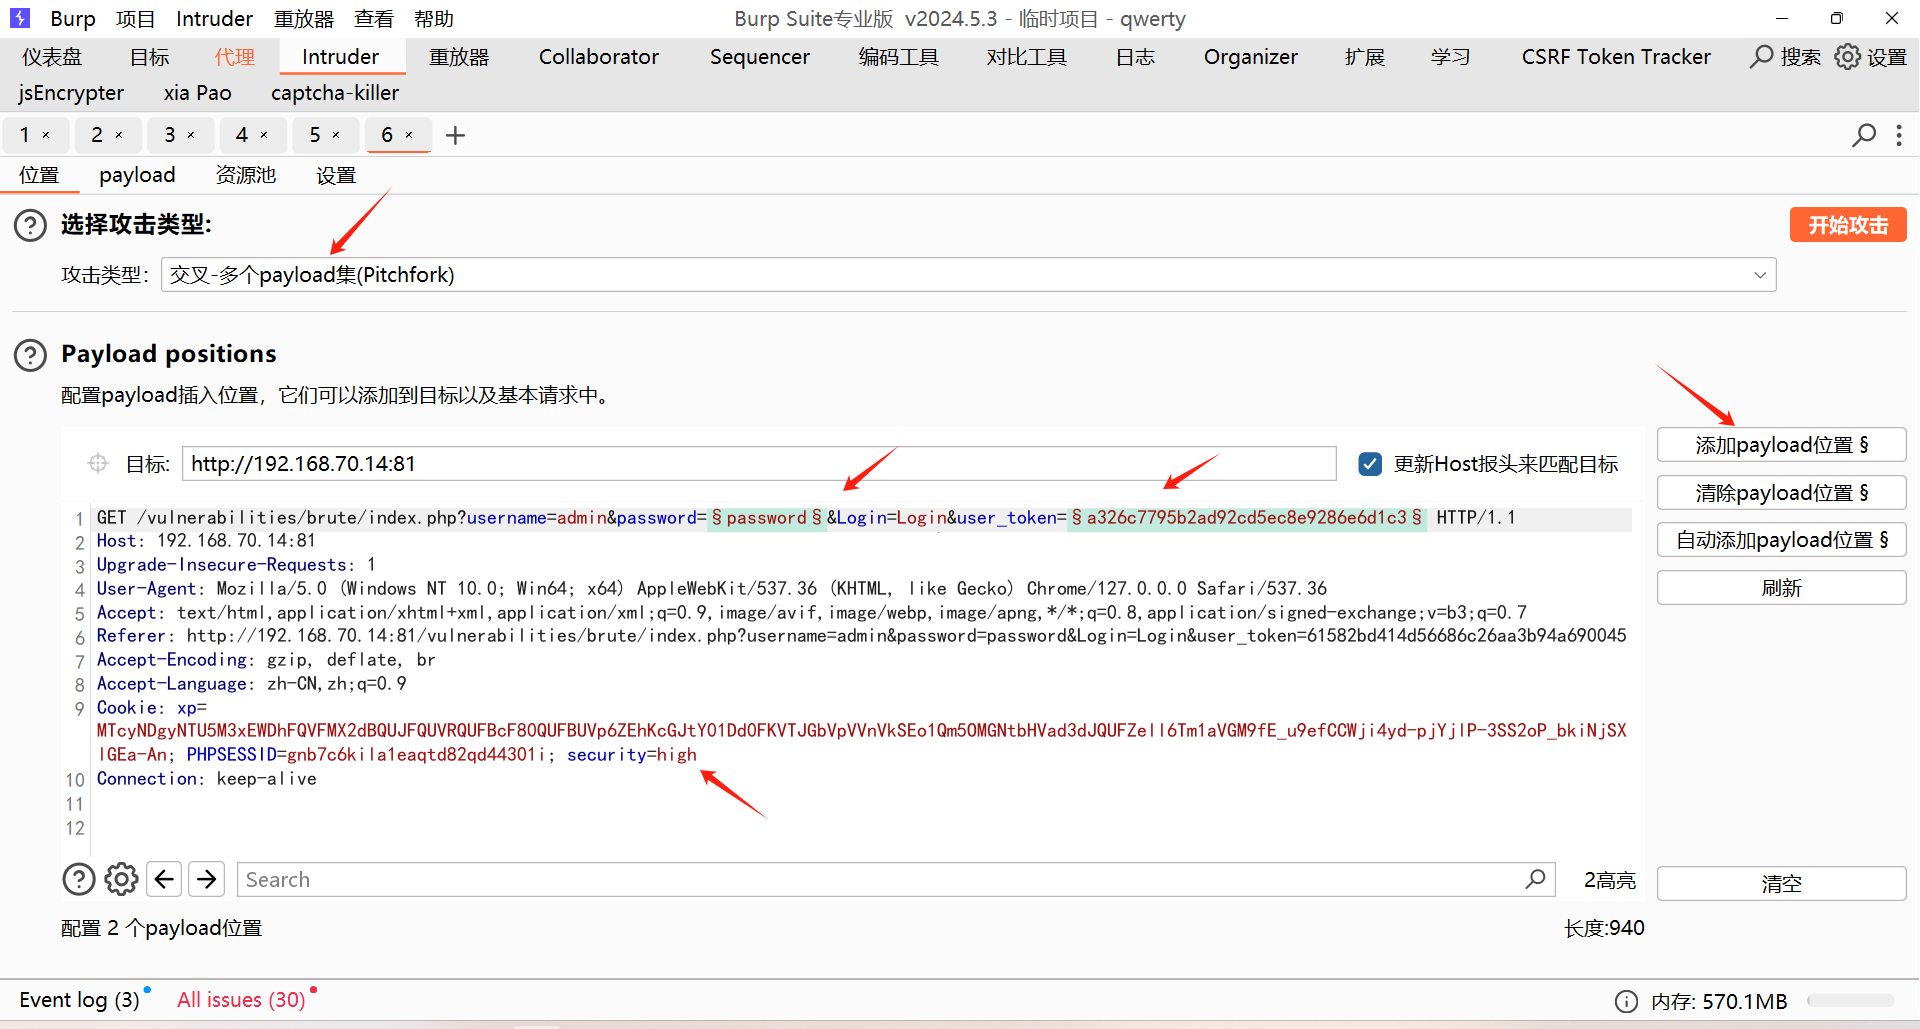 Burp 项目 Intruder 重放器 查看 帮助 Burp Suite专业版 v2024.5.3 - 临时项目 - qwerty
仪表盘 目标 代理 Intruder 重放器 Collaborator Sequencer 编码工具 对比工具 日志 Organizer 扩展 学习 CSRF Token Tracker 搜索 设置
jsEncrypter xia Pao captcha-killer
1 × 2 × 3 × 4 × 5 × 6 × +
位置 payload 资源池 设置
选择攻击类型: 开始攻击
攻击类型: 交叉-多个payload集(Pitchfork)
Payload positions
配置payload插入位置，它们可以添加到目标以及基本请求中。
目标: http://192.168.70.14:81 更新Host报头来匹配目标
添加payload位置 §
清除payload位置 §
自动添加payload位置 §
刷新
1 GET /vulnerabilities/brute/index.php?username=admin&password=§password§&Login=Login&user_token=§a326c7795b2ad92cd5ec8e9286e6d1c3§ HTTP/1.1
2 Host: 192.168.70.14:81
3 Upgrade-Insecure-Requests: 1
4 User-Agent: Mozilla/5.0 (Windows NT 10.0; Win64; x64) AppleWebKit/537.36 (KHTML, like Gecko) Chrome/127.0.0.0 Safari/537.36
5 Accept: text/html,application/xhtml+xml,application/xml;q=0.9,image/avif,image/webp,image/apng,*/*;q=0.8,application/signed-exchange;v=b3;q=0.7
6 Referer: http://192.168.70.14:81/vulnerabilities/brute/index.php?username=admin&password=password&Login=Login&user_token=61582bd414d56686c26aa3b94a690045
7 Accept-Encoding: gzip, deflate, br
8 Accept-Language: zh-CN,zh;q=0.9
9 Cookie: xp=
MTcyNDgyNTU5M3xEWDhFQVFMX2dBQUJFQUVRQUFBcF80QUFBUVp6ZEhKcGJtY01Dd0FKVTJGbVpVVnVkSEo1Qm5OMGNtbHVad3dJQUFZell6Tm1aVGM9fE_u9efCCWji4yd-pjYjlP-3SS2oP_bkiNjSX
lGEa-An; PHPSESSID=gnb7c6kila1eaqtd82qd44301i; security=high
10 Connection: keep-alive
11
12
Search 2高亮 清空
配置 2 个payload位置 长度:940
Event log (3) All issues (30) 内存: 570.1MB